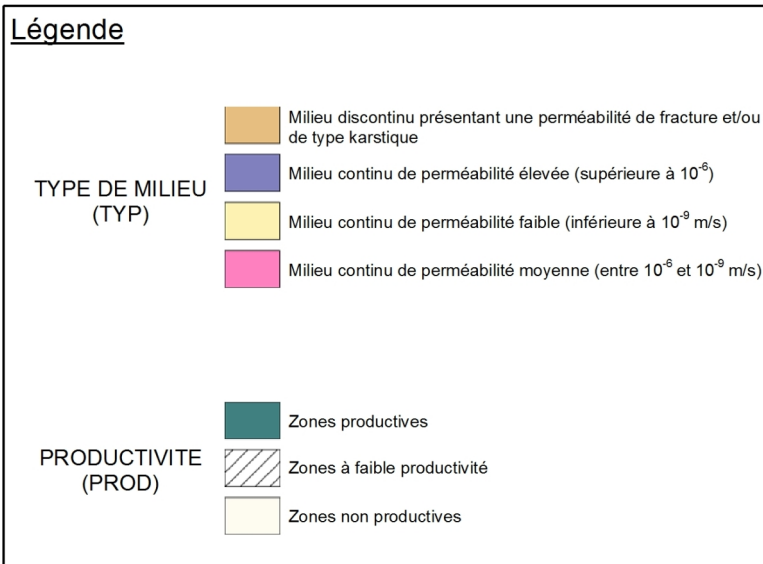 Légende
TYPE DE MILIEU
(TYP)
Milieu discontinu présentant une perméabilité de fracture et/ou
de type karstique
Milieu continu de perméabilité élevée (supérieure à 10⁻⁶)
Milieu continu de perméabilité faible (inférieure à 10⁻⁹ m/s)
Milieu continu de perméabilité moyenne (entre 10⁻⁶ et 10⁻⁹ m/s)
PRODUCTIVITE
(PROD)
Zones productives
Zones à faible productivité
Zones non productives